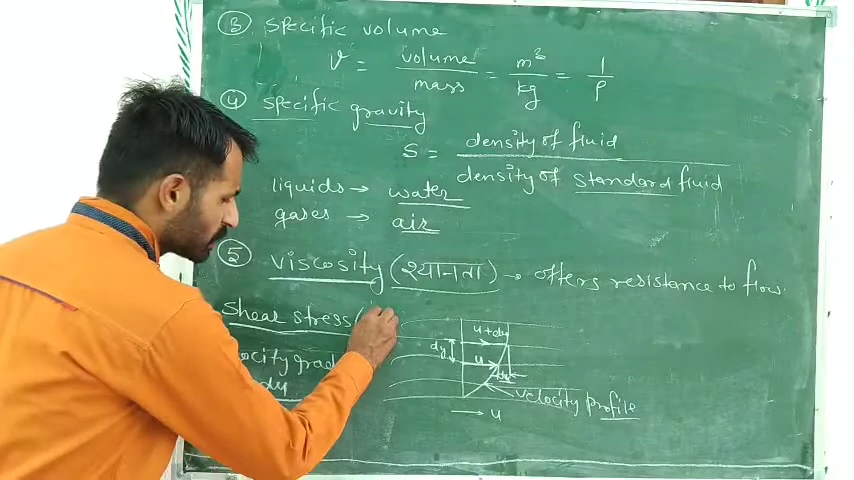 ③ specific volume
v = volume / mass = m³ / kg = 1 / ρ
④ specific gravity
S = density of fluid / density of standard fluid
liquids → water
gases → air
⑤ viscosity (श्यानता) → offers resistance to flow.
shear stress (
u+du
dy
u
du
velocity profile
→ u